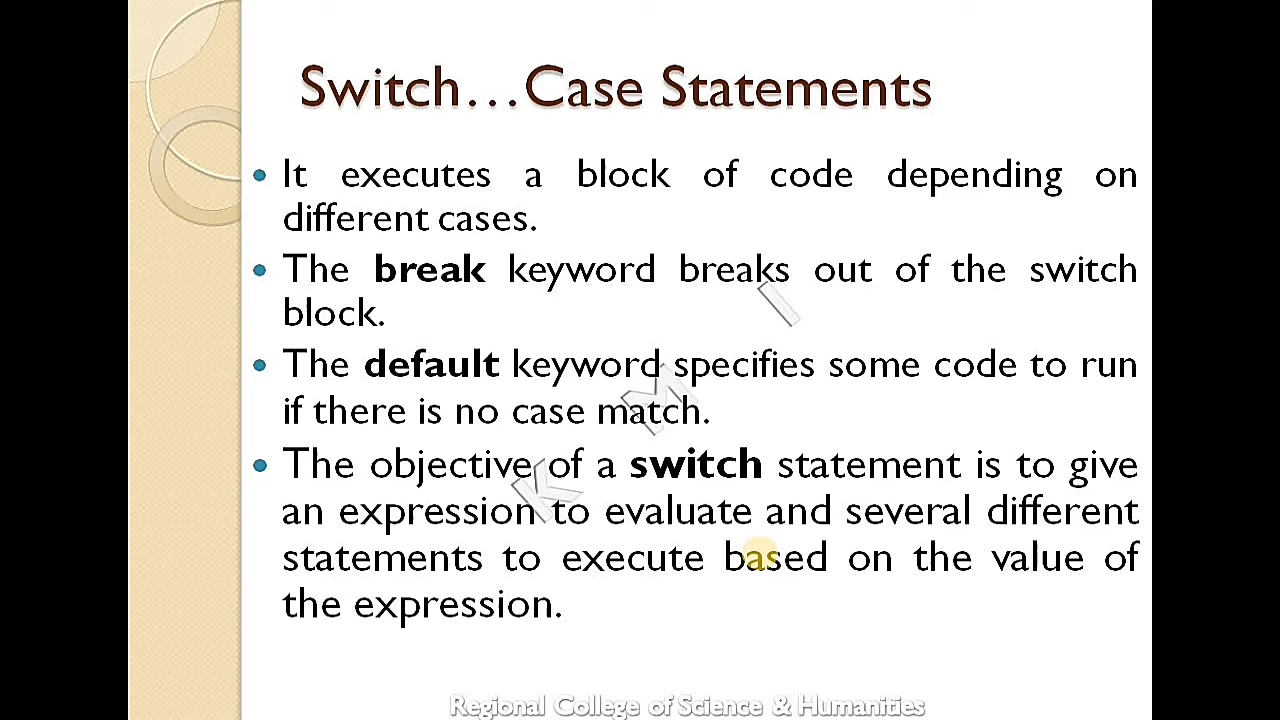 Switch...Case Statements
It executes a block of code depending on
different cases.
The break keyword breaks out of the switch
block.
The default keyword specifies some code to run
if there is no case match.
The objective of a switch statement is to give
an expression to evaluate and several different
statements to execute based on the value of
the expression.
K M I
Regional College of Science & Humanities